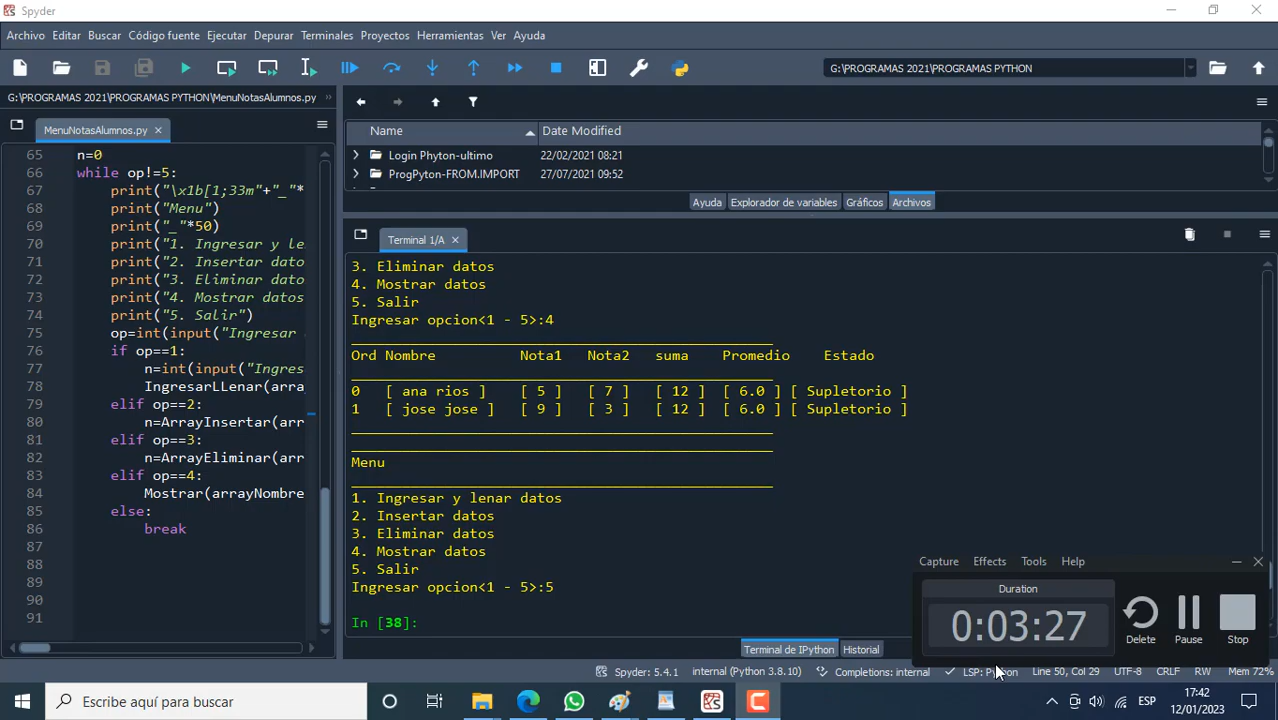 Spyder
Archivo Editar Buscar Código fuente Ejecutar Depurar Terminales Proyectos Herramientas Ver Ayuda
G:\PROGRAMAS 2021\PROGRAMAS PYTHON
G:\PROGRAMAS 2021\PROGRAMAS PYTHON\MenuNotasAlumnos.py
MenuNotasAlumnos.py
65 n=0
66 while op!=5:
67 print("\x1b[1;33m"+"_"*
68 print("Menu")
69 print("_"*50)
70 print("1. Ingresar y le
71 print("2. Insertar dato
72 print("3. Eliminar dato
73 print("4. Mostrar datos
74 print("5. Salir")
75 op=int(input("Ingresar
76 if op==1:
77 n=int(input("Ingres
78 IngresarLLenar(arra
79 elif op==2:
80 n=ArrayInsertar(arr
81 elif op==3:
82 n=ArrayEliminar(arr
83 elif op==4:
84 Mostrar(arrayNombre
85 else:
86 break
87
88
89
90
91
Name Date Modified
Login Phyton-ultimo 22/02/2021 08:21
ProgPyton-FROM.IMPORT 27/07/2021 09:52
Ayuda Explorador de variables Gráficos Archivos
Terminal 1/A
3. Eliminar datos
4. Mostrar datos
5. Salir
Ingresar opcion<1 - 5>:4
__________________________________________________
Ord Nombre Nota1 Nota2 suma Promedio Estado
__________________________________________________
0 [ ana rios ] [ 5 ] [ 7 ] [ 12 ] [ 6.0 ] [ Supletorio ]
1 [ jose jose ] [ 9 ] [ 3 ] [ 12 ] [ 6.0 ] [ Supletorio ]
__________________________________________________
__________________________________________________
Menu
__________________________________________________
1. Ingresar y lenar datos
2. Insertar datos
3. Eliminar datos
4. Mostrar datos
5. Salir
Ingresar opcion<1 - 5>:5
In [38]:
Terminal de IPython Historial
Capture Effects Tools Help
Duration
0:03:27
Delete Pause Stop
Spyder: 5.4.1 internal (Python 3.8.10) Completions: internal LSP: Python Line 50, Col 29 UTF-8 CRLF RW Mem 72%
Escribe aquí para buscar
ESP
17:42
12/01/2023